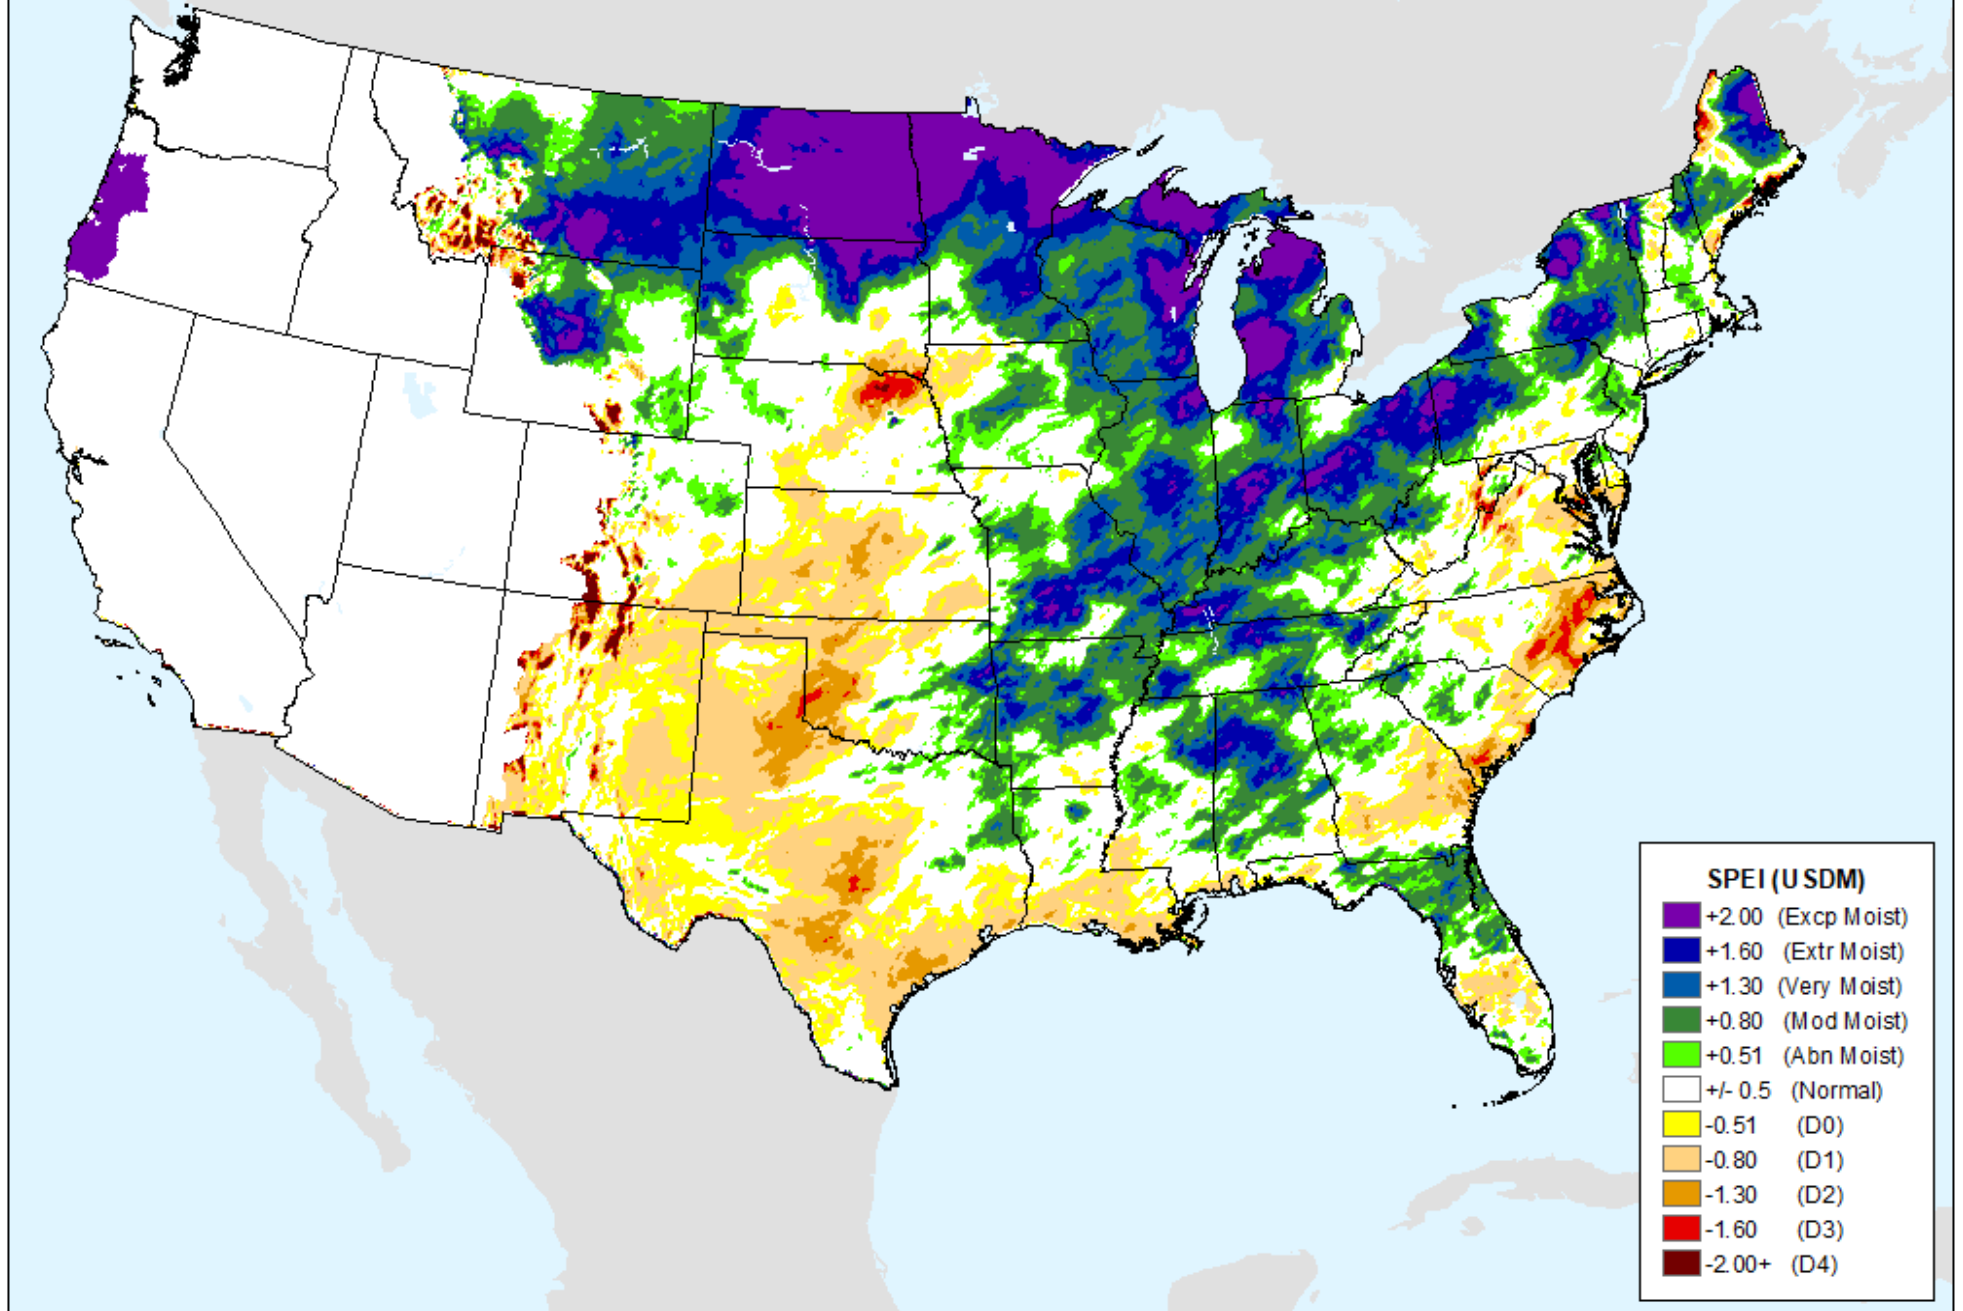 SPEI (USDM)
+2.00 (Excp Moist)
+1.60 (Extr Moist)
+1.30 (Very Moist)
+0.80 (Mod Moist)
+0.51 (Abn Moist)
+/- 0.5 (Normal)
-0.51 (D0)
-0.80 (D1)
-1.30 (D2)
-1.60 (D3)
-2.00+ (D4)